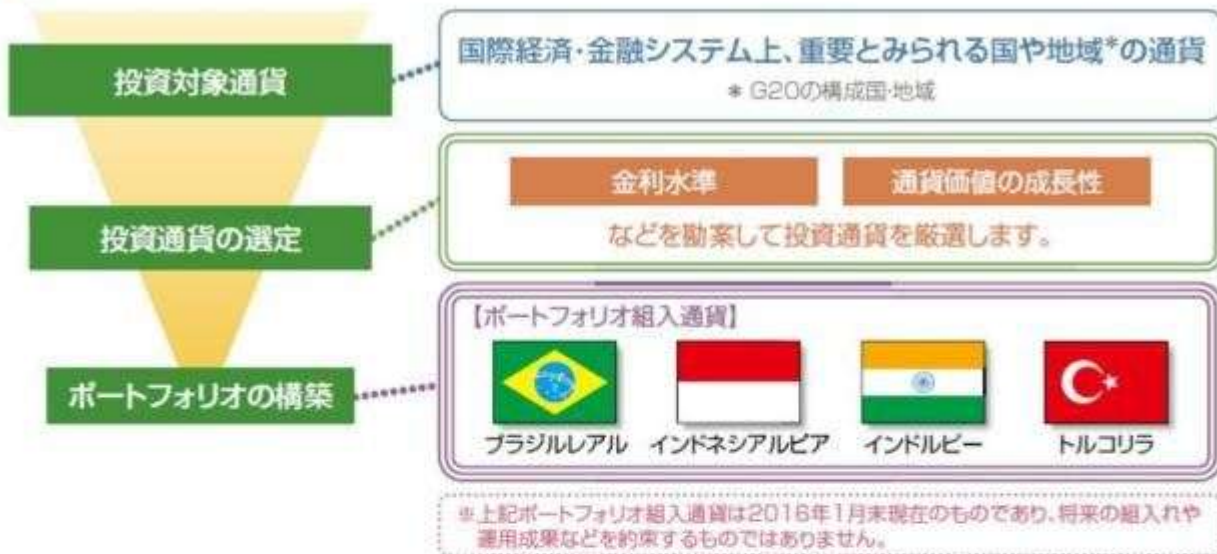 投資対象通貨
国際経済・金融システム上、重要とみられる国や地域*の通貨
* G20の構成国・地域
投資通貨の選定
金利水準
通貨価値の成長性
などを勘案して投資通貨を厳選します。
ポートフォリオの構築
【ポートフォリオ組入通貨】
ブラジルレアル
インドネシアルピア
インドルピー
トルコリラ
※上記ポートフォリオ組入通貨は2016年1月末現在のものであり、将来の組入れや
運用成果などを約束するものではありません。